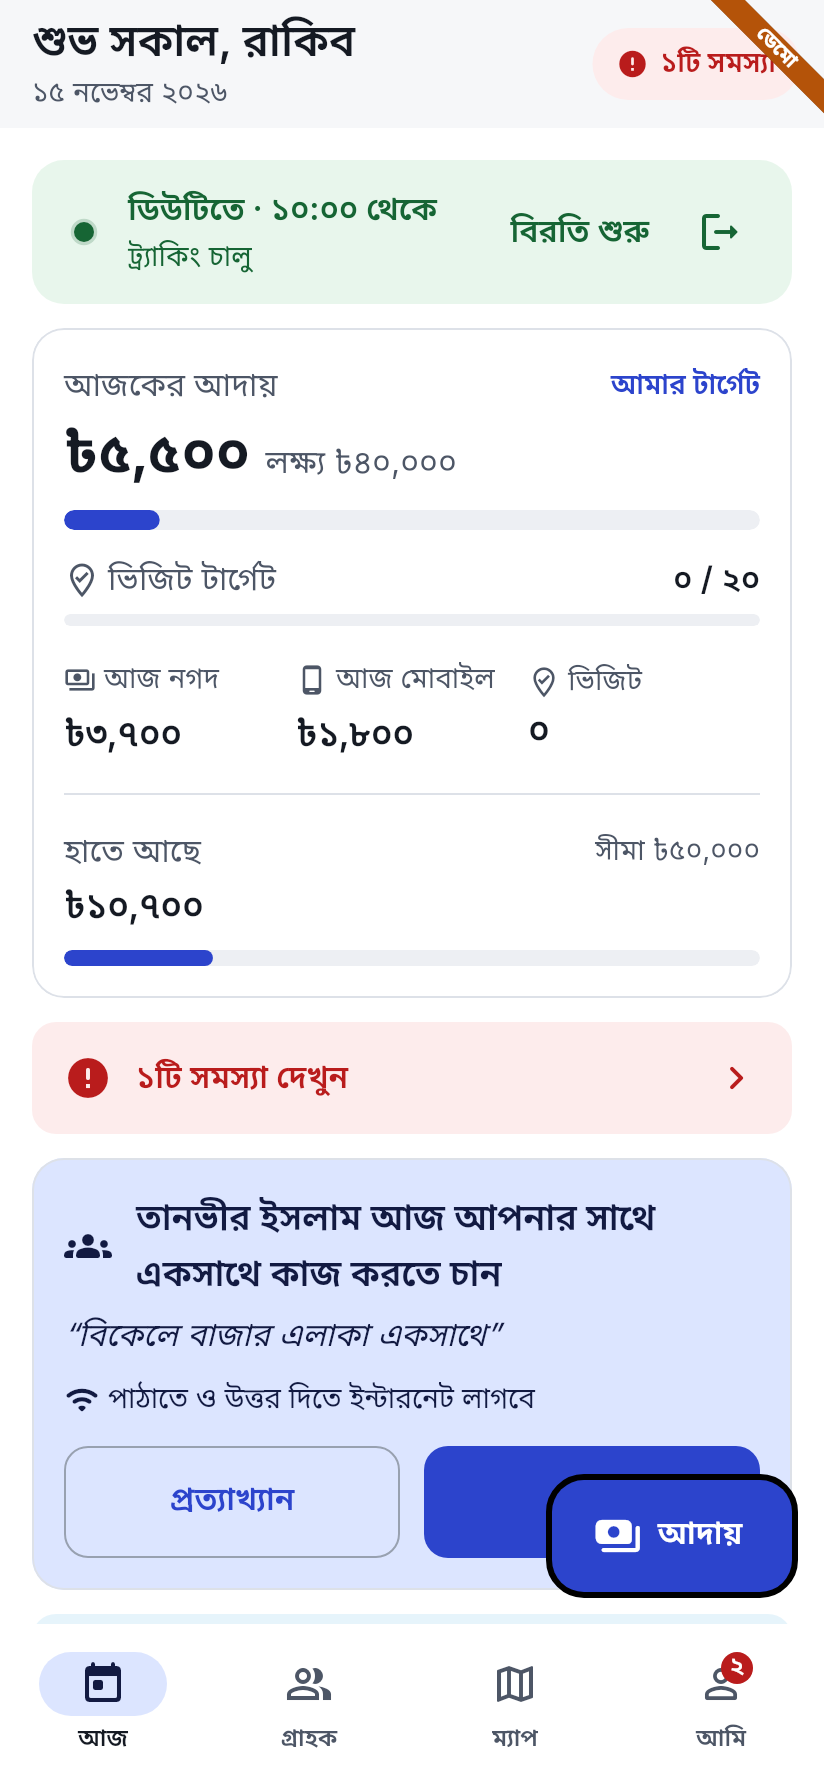 শুভ সকাল, রাকিব
১৫ নভেম্বর ২০২৬
১টি সমস্যা
ডেমো
ডিউটিতে · ১০:০০ থেকে
ট্র্যাকিং চালু
বিরতি শুরু
আজকের আদায়
আমার টার্গেট
৳৫,৫০০ লক্ষ্য ৳৪০,০০০
ভিজিট টার্গেট
০ / ২০
আজ নগদ
আজ মোবাইল
ভিজিট
৳৩,৭০০
৳১,৮০০
০
হাতে আছে
সীমা ৳৫০,০০০
৳১০,৭০০
১টি সমস্যা দেখুন
তানভীর ইসলাম আজ আপনার সাথে
একসাথে কাজ করতে চান
“বিকেলে বাজার এলাকা একসাথে”
পাঠাতে ও উত্তর দিতে ইন্টারনেট লাগবে
প্রত্যাখ্যান
আদায়
২
আজ
গ্রাহক
ম্যাপ
আমি